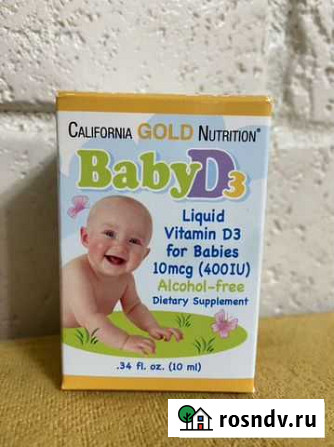 CALIFORNIA GOLD NUTRITION®
BabyD3
Liquid
Vitamin D3
for Babies
10mcg (400IU)
Alcohol-free
Dietary Supplement
.34 fl. oz. (10 ml)
rosndv.ru